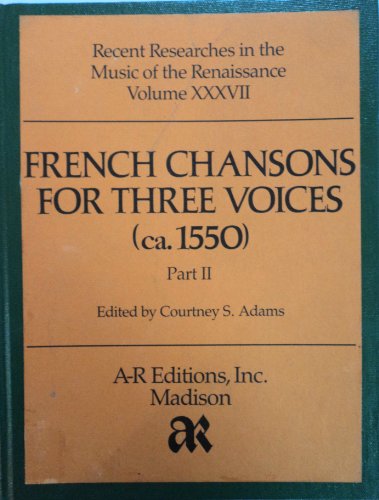 Recent Researches in the
Music of the Renaissance
Volume XXXVII
FRENCH CHANSONS
FOR THREE VOICES
(ca. 1550)
Part II
Edited by Courtney S. Adams
A-R Editions, Inc.
Madison
aR